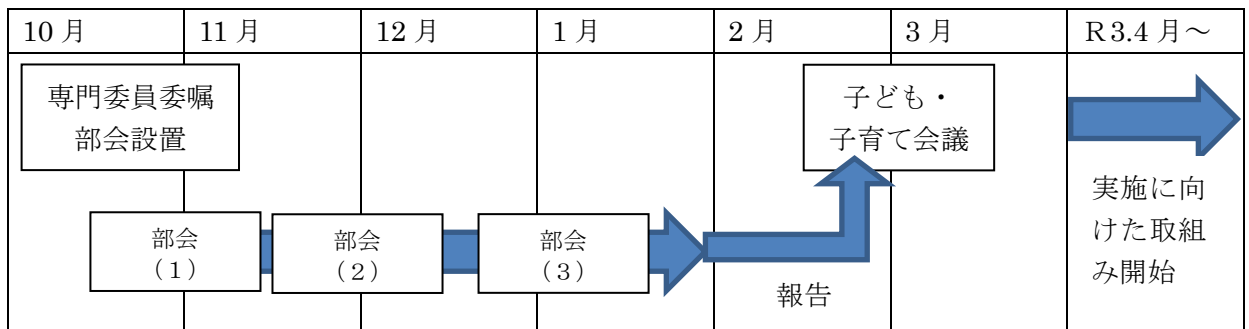 10月
11月
12月
1月
2月
3月
R3.4月～
専門委員委嘱
部会設置
子ども・
子育て会議
部会
(１)
部会
(２)
部会
(３)
報告
実施に向
けた取組
み開始